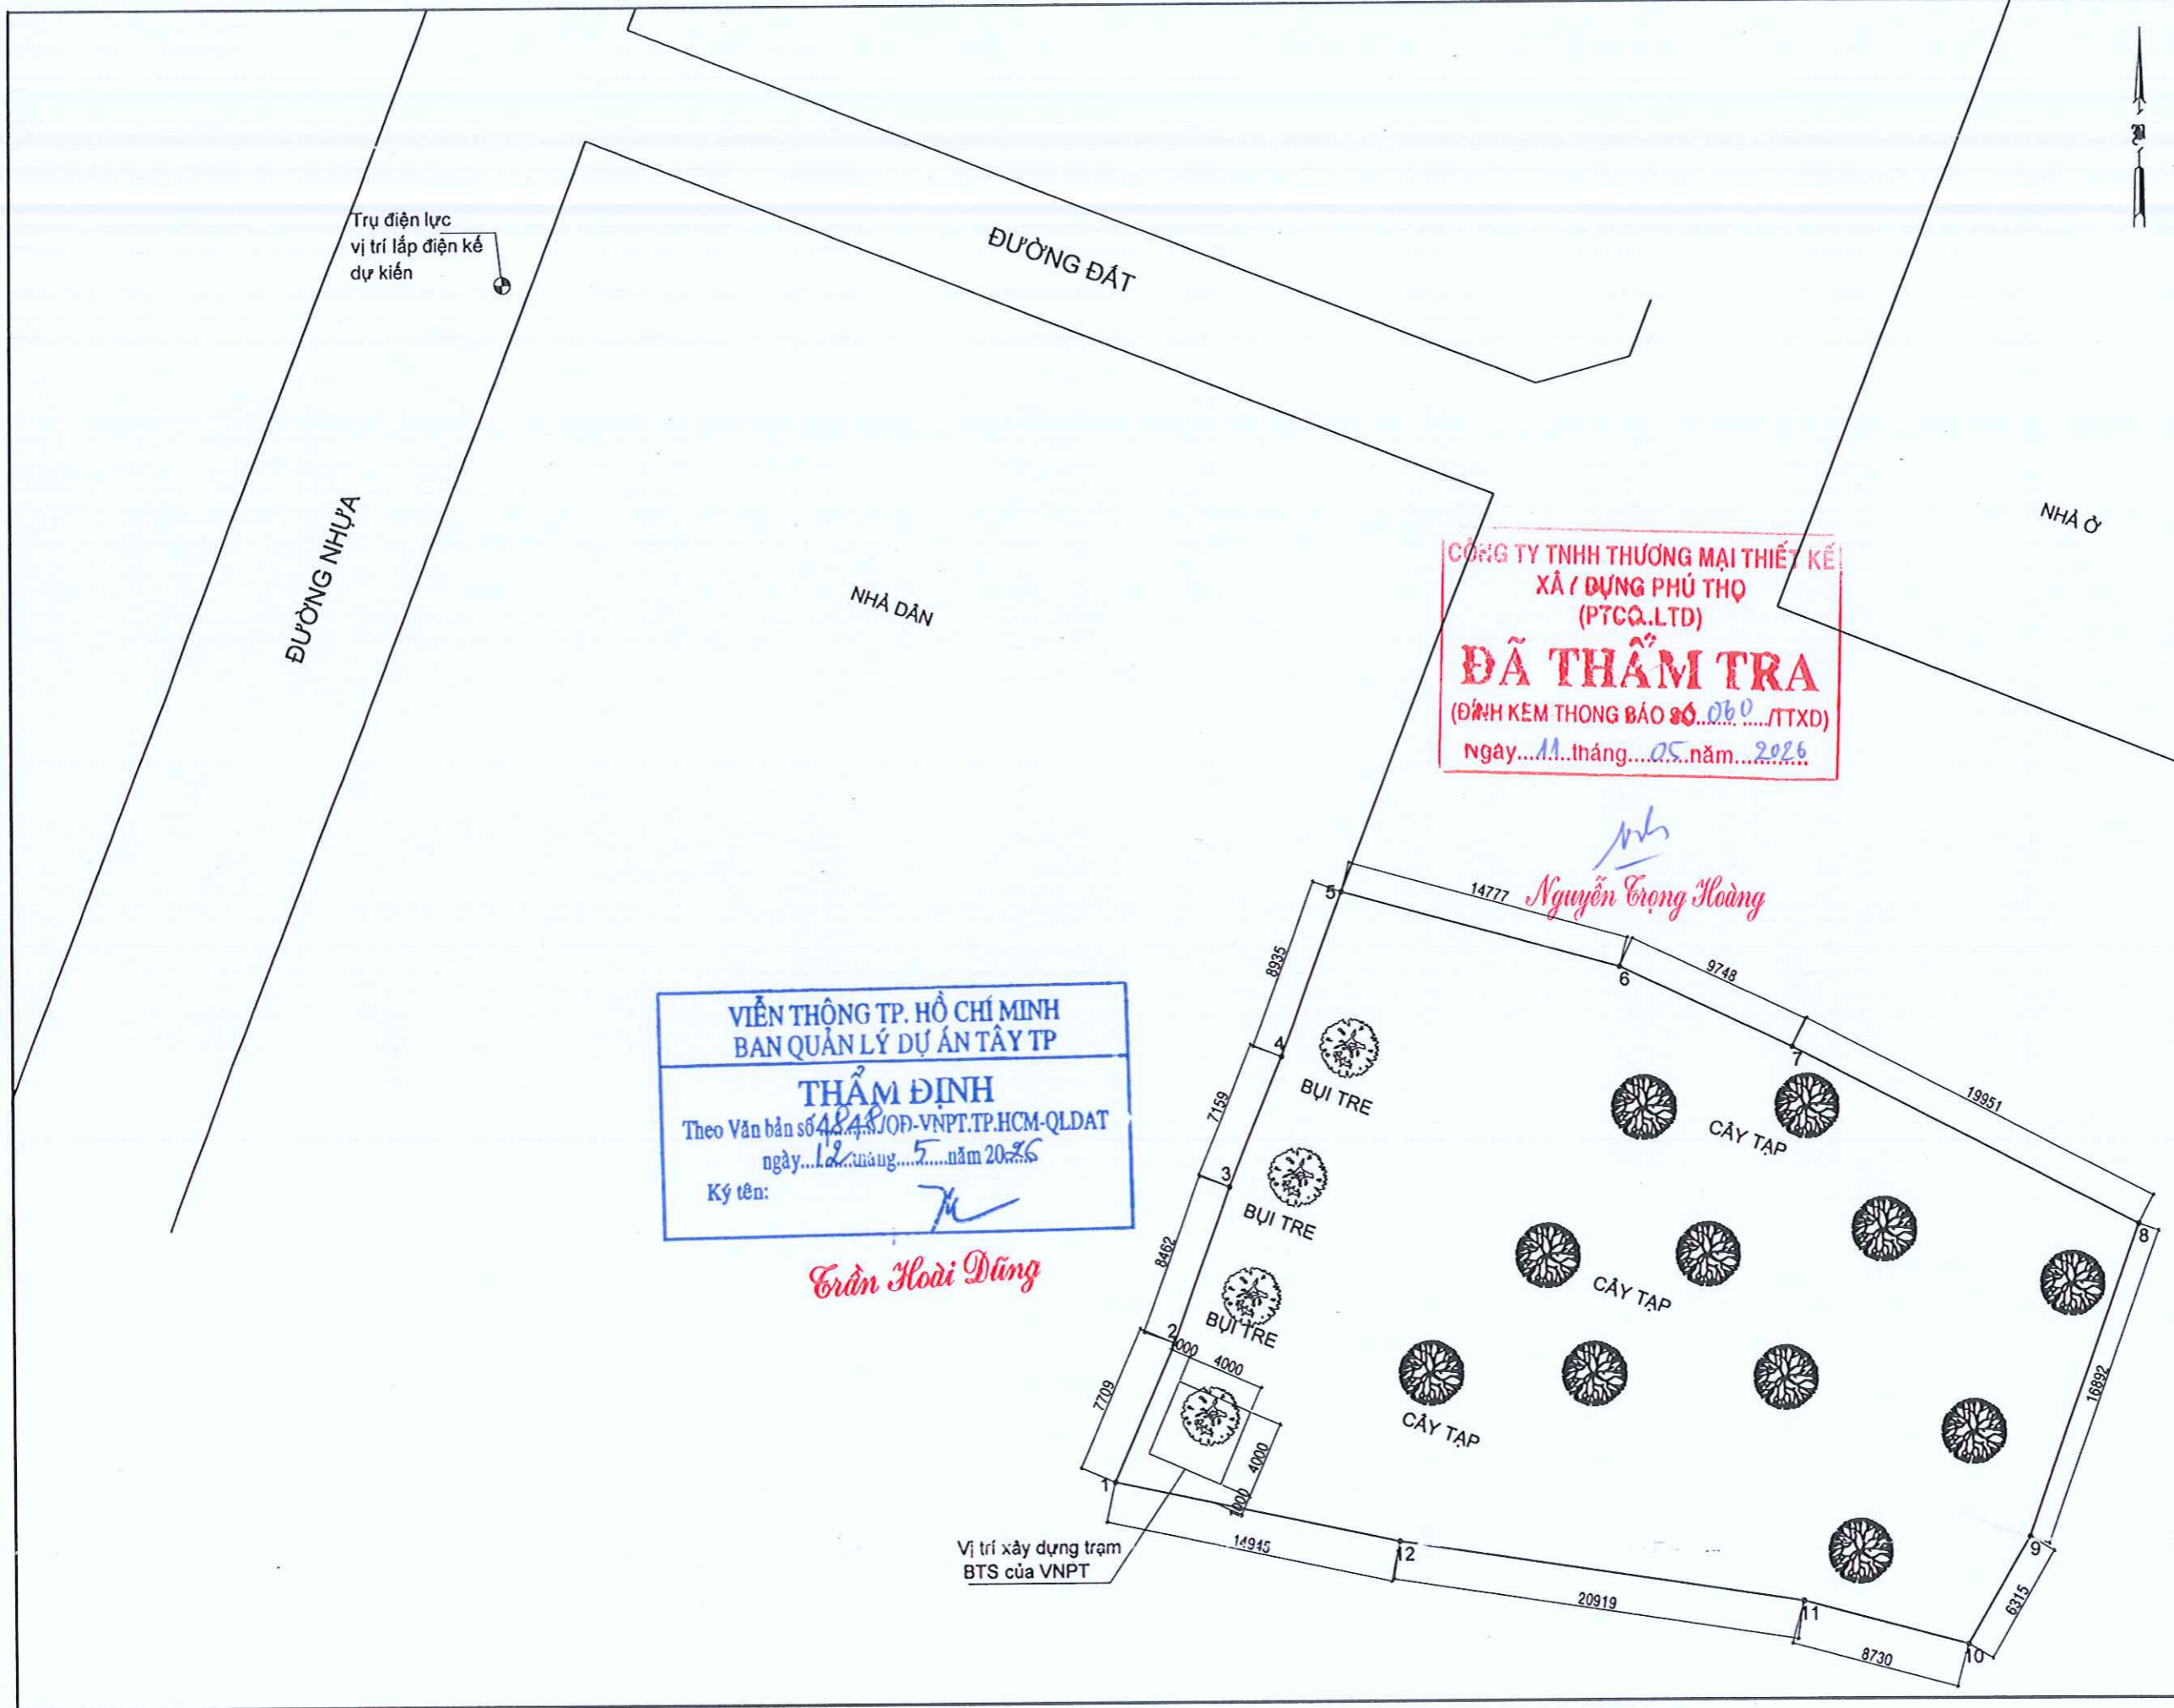 Trụ điện lực
vị trí lắp điện kế
dự kiến
ĐƯỜNG ĐẤT
ĐƯỜNG NHỰA
NHÀ DÂN
NHÀ Ở
CÔNG TY TNHH THƯƠNG MẠI THIẾT KẾ
XÂY DỰNG PHÚ THỌ
(PTCO.LTD)
ĐÃ THẨM TRA
(ĐÍNH KÈM THONG BÁO SỐ...060...../TTXD)
Ngày...11..tháng....05.năm...2026
Nguyễn Trọng Hoàng
VIỄN THÔNG TP. HỒ CHÍ MINH
BAN QUẢN LÝ DỰ ÁN TÂY TP
THẨM ĐỊNH
Theo Văn bản số 4848/QĐ-VNPT.TP.HCM-QLDAT
ngày...12..tháng....5....năm 2026
Ký tên:
Trần Hoài Dũng
5
14777
8935
6
9748
7
19951
4
BỤI TRE
CÂY TẠP
7159
3
BỤI TRE
8
8462
CÂY TẠP
2
BỤI TRE
1000
4000
7709
16892
CÂY TẠP
4000
1
1000
14945
12
9
Vị trí xây dựng trạm
BTS của VNPT
20919
11
6315
8730
10